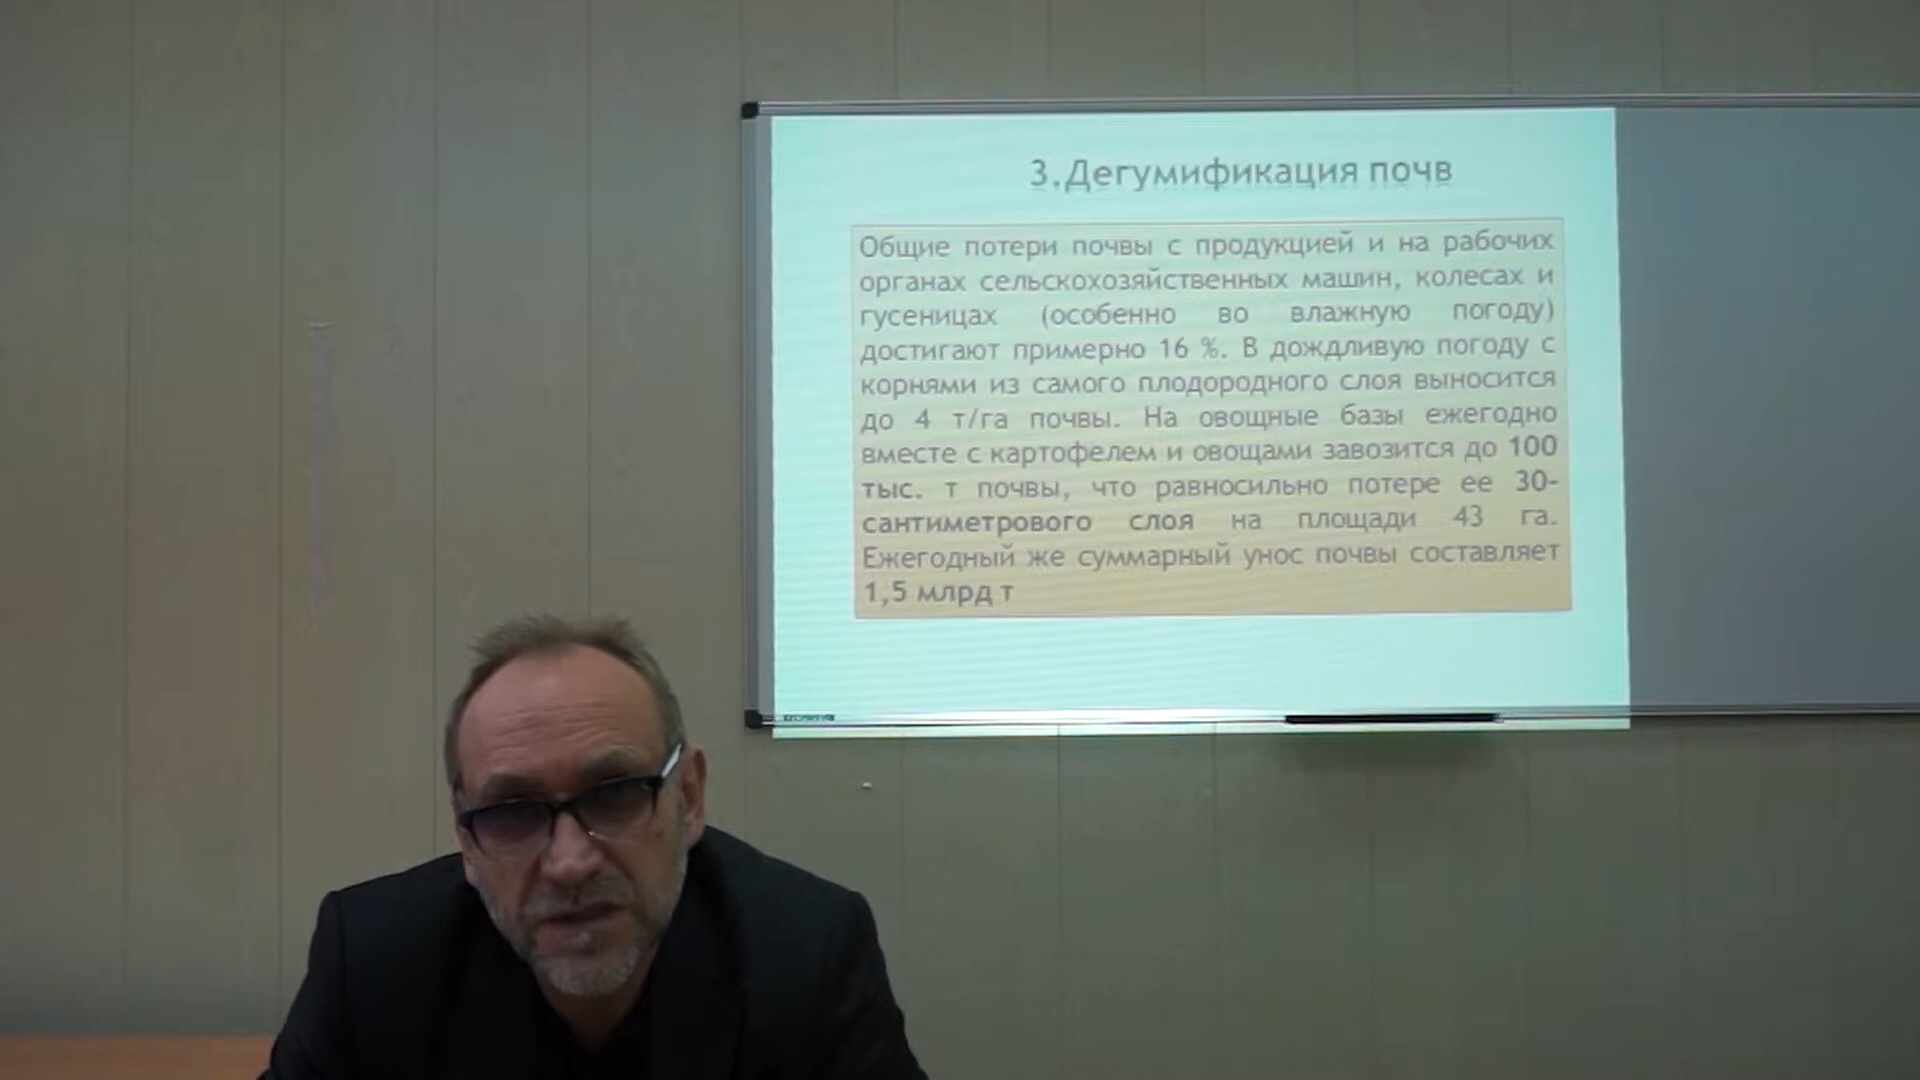 3.Дегумификация почв
Общие потери почвы с продукцией и на рабочих
органах сельскохозяйственных машин, колесах и
гусеницах (особенно во влажную погоду)
достигают примерно 16 %. В дождливую погоду с
корнями из самого плодородного слоя выносится
до 4 т/га почвы. На овощные базы ежегодно
вместе с картофелем и овощами завозится до 100
тыс. т почвы, что равносильно потере ее 30-
сантиметрового слоя на площади 43 га.
Ежегодный же суммарный унос почвы составляет
1,5 млрд т